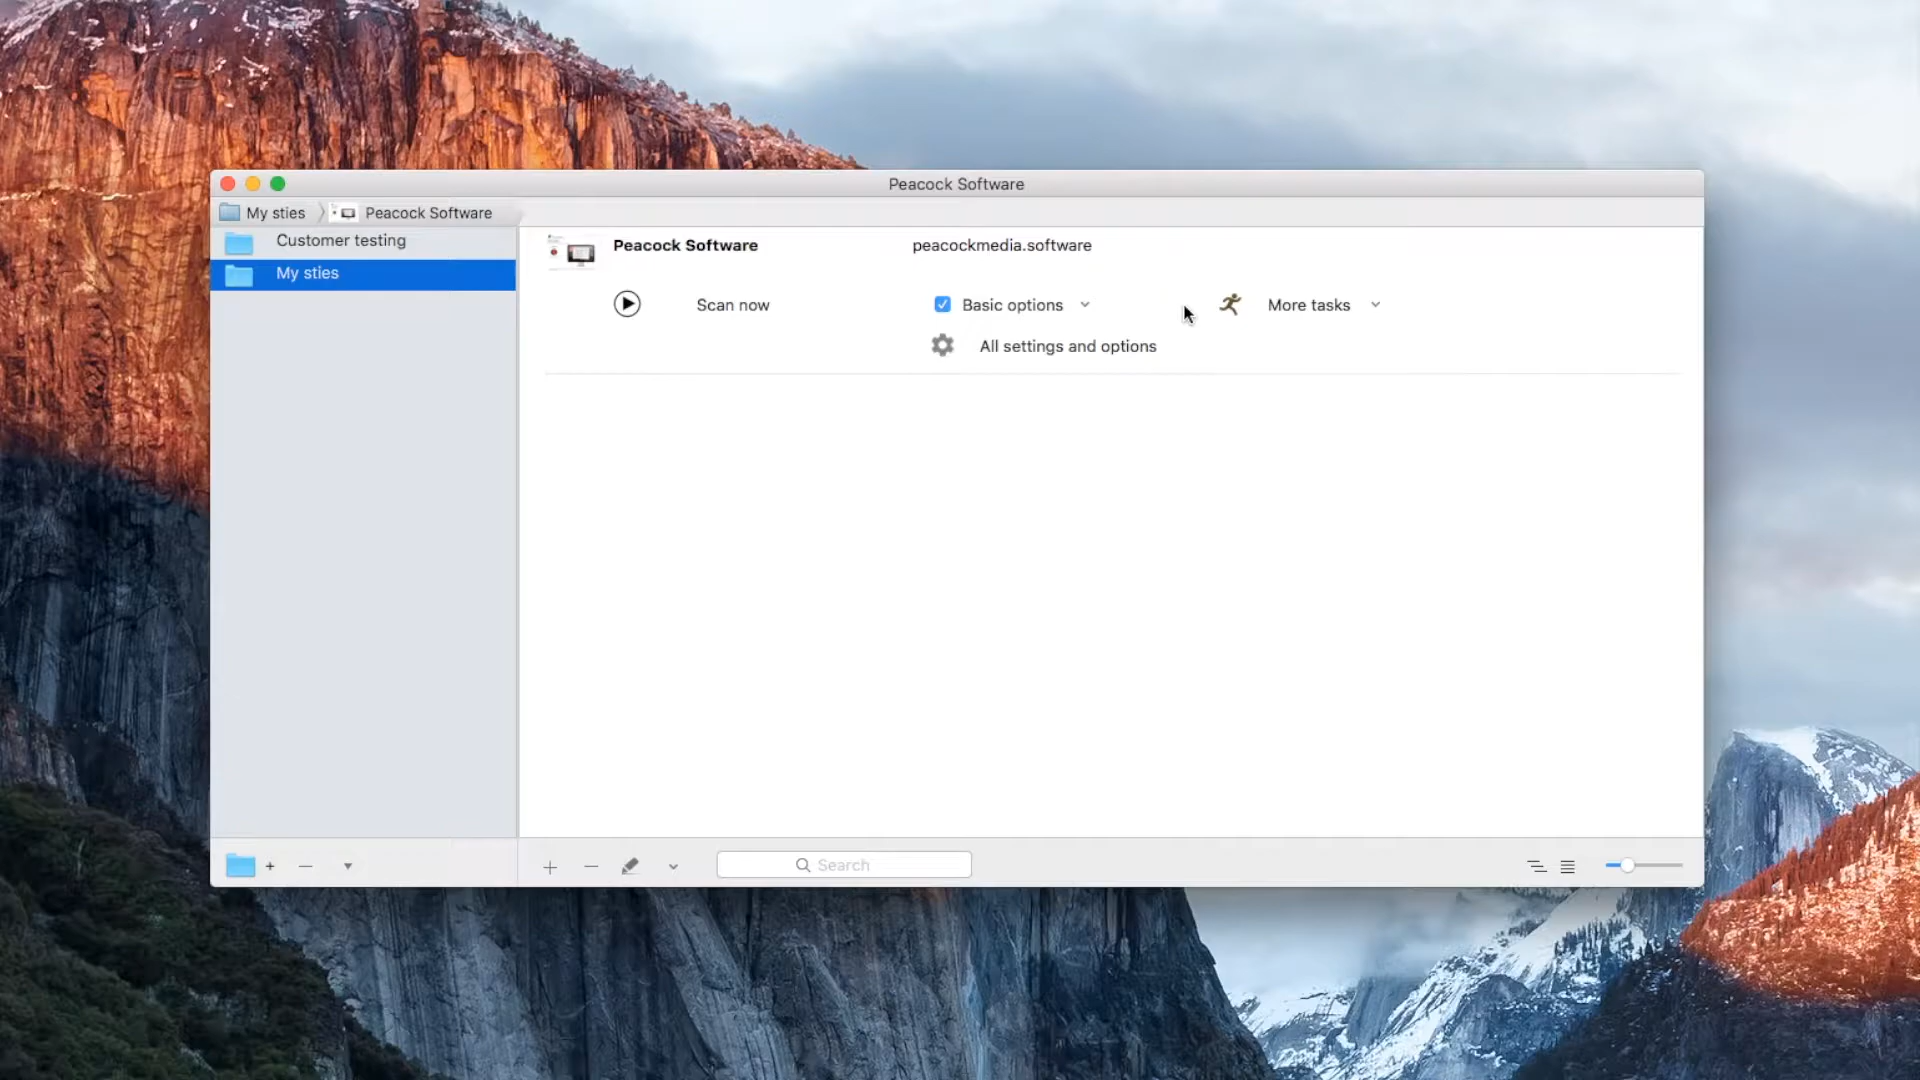 Peacock Software
My sties
Peacock Software
Customer testing
My sties
Peacock Software
peacockmedia.software
Scan now
Basic options
More tasks
All settings and options
Search